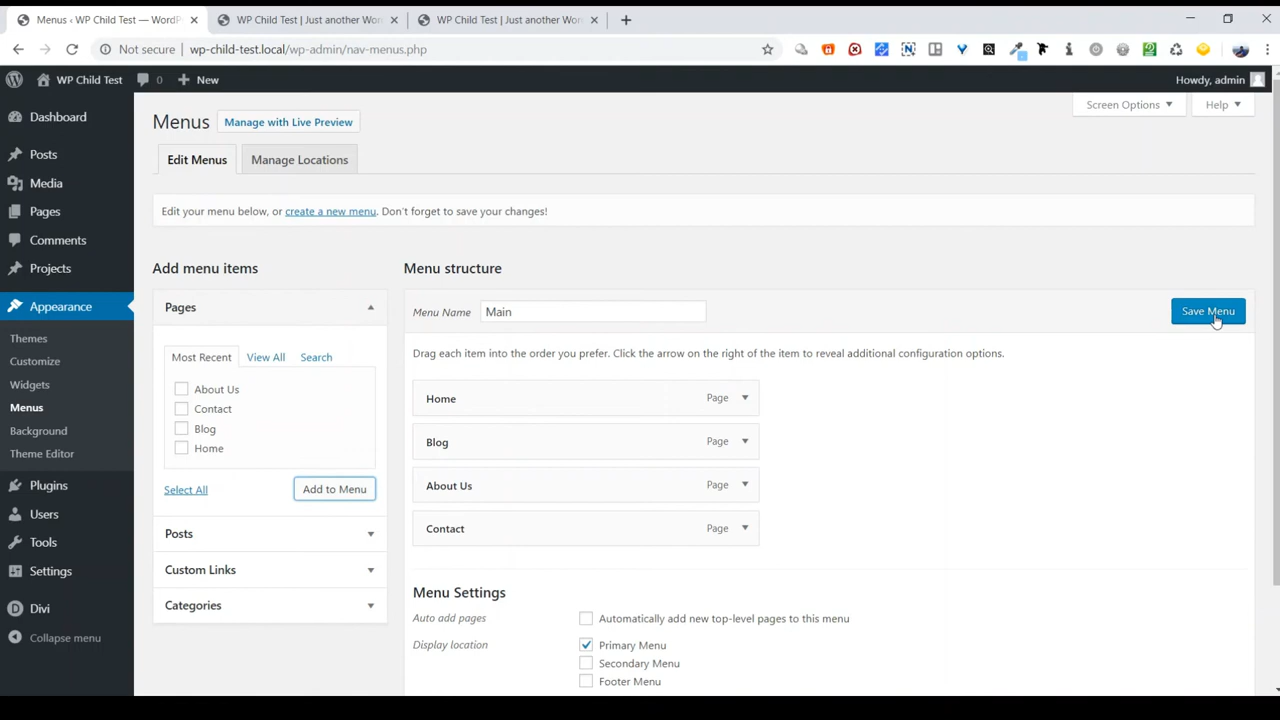 Menus ‹ WP Child Test — WordP
WP Child Test | Just another Wor
WP Child Test | Just another Wor
Not secure
wp-child-test.local/wp-admin/nav-menus.php
WP Child Test
0
New
Howdy, admin
Dashboard
Posts
Media
Pages
Comments
Projects
Appearance
Themes
Customize
Widgets
Menus
Background
Theme Editor
Plugins
Users
Tools
Settings
Divi
Collapse menu
Screen Options
Help
Menus
Manage with Live Preview
Edit Menus
Manage Locations
Edit your menu below, or create a new menu. Don't forget to save your changes!
Add menu items
Pages
Most Recent
View All
Search
About Us
Contact
Blog
Home
Select All
Add to Menu
Posts
Custom Links
Categories
Menu structure
Menu Name
Main
Save Menu
Drag each item into the order you prefer. Click the arrow on the right of the item to reveal additional configuration options.
Home Page
Blog Page
About Us Page
Contact Page
Menu Settings
Auto add pages
Automatically add new top-level pages to this menu
Display location
Primary Menu
Secondary Menu
Footer Menu